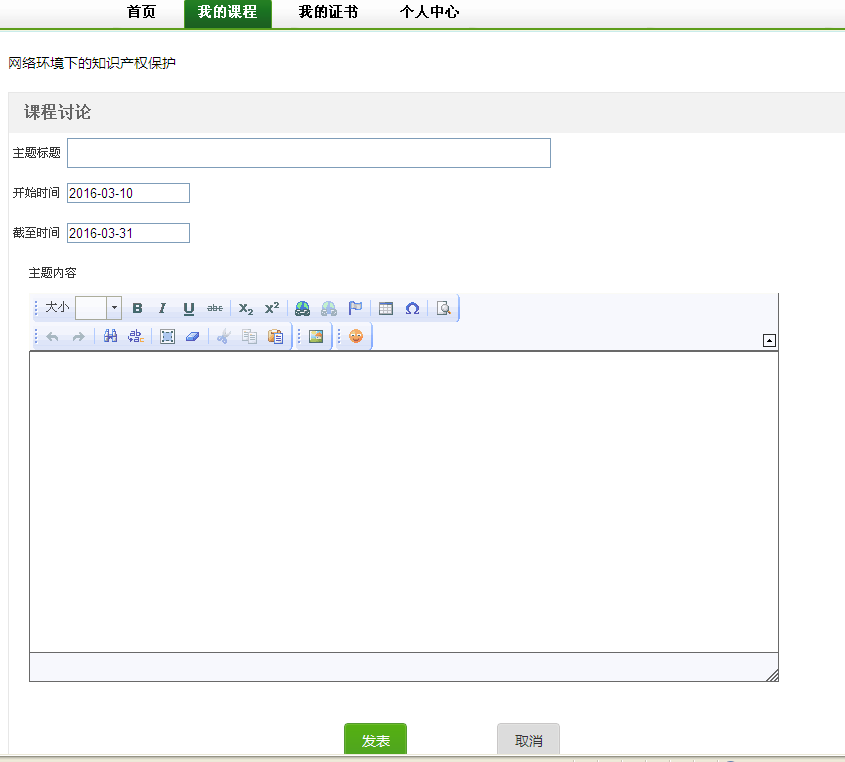 首页 我的课程 我的证书 个人中心
网络环境下的知识产权保护
课程讨论
主题标题
开始时间 2016-03-10
截至时间 2016-03-31
主题内容
大小 B I U abc X₂ X²
发表 取消